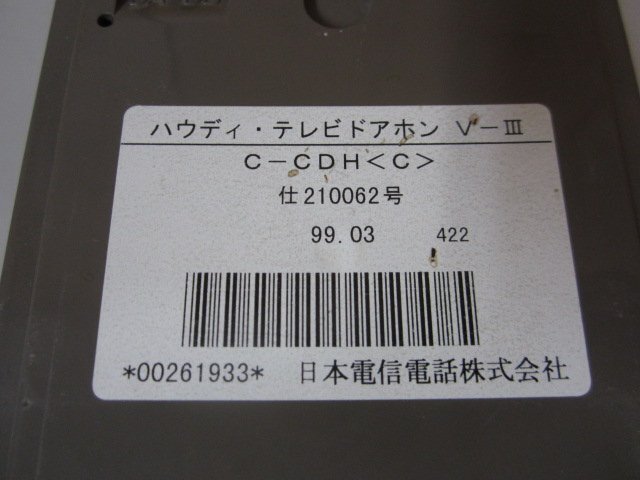 ハウディ・テレビドアホン V－Ⅲ
C－CDH＜C＞
仕210062号
99.03 422
*00261933* 日本電信電話株式会社